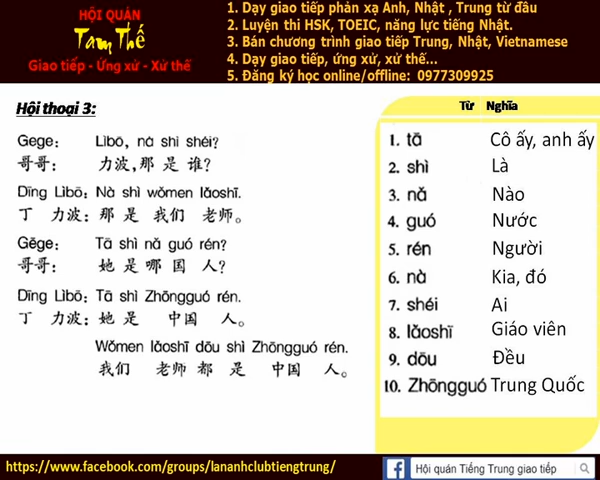 HỘI QUÁN
Tam Thế
Giao tiếp - Ứng xử - Xử thế
1. Dạy giao tiếp phản xạ Anh, Nhật , Trung từ đầu
2. Luyện thi HSK, TOEIC, năng lực tiếng Nhật.
3. Bán chương trình giao tiếp Trung, Nhật, Vietnamese
4. Dạy giao tiếp, ứng xử, xử thế...
5. Đăng ký học online/offline: 0977309925
Hội thoại 3:
Gege: Lìbō, nà shì shéi?
哥哥: 力波,那 是 谁?
Dīng Lìbō: Nà shì wǒmen lǎoshī.
丁 力波: 那 是 我们 老师。
Gēge: Tā shì nǎ guó rén?
哥哥: 她 是 哪 国 人?
Dīng Lìbō: Tā shì Zhōngguó rén.
丁 力波: 她 是 中国 人。
Wǒmen lǎoshī dōu shì Zhōngguó rén.
我们 老师 都 是 中国 人。
Từ Nghĩa
1. tā Cô ấy, anh ấy
2. shì Là
3. nǎ Nào
4. guó Nước
5. rén Người
6. nà Kia, đó
7. shéi Ai
8. lǎoshī Giáo viên
9. dōu Đều
10. Zhōngguó Trung Quốc
https://www.facebook.com/groups/lananhclubtiengtrung/
f Hội quán Tiếng Trung giao tiếp